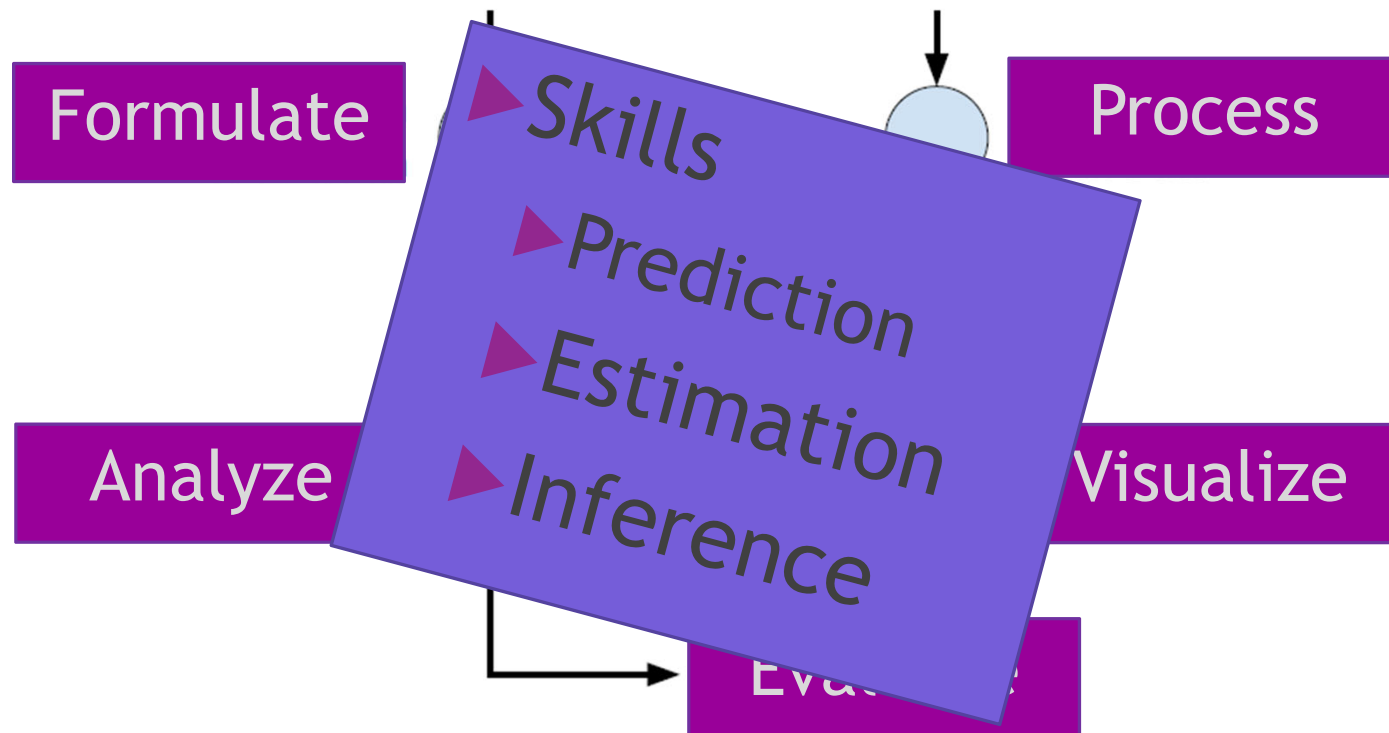 Formulate
Process
Skills
Prediction
Estimation
Inference
Analyze
Visualize